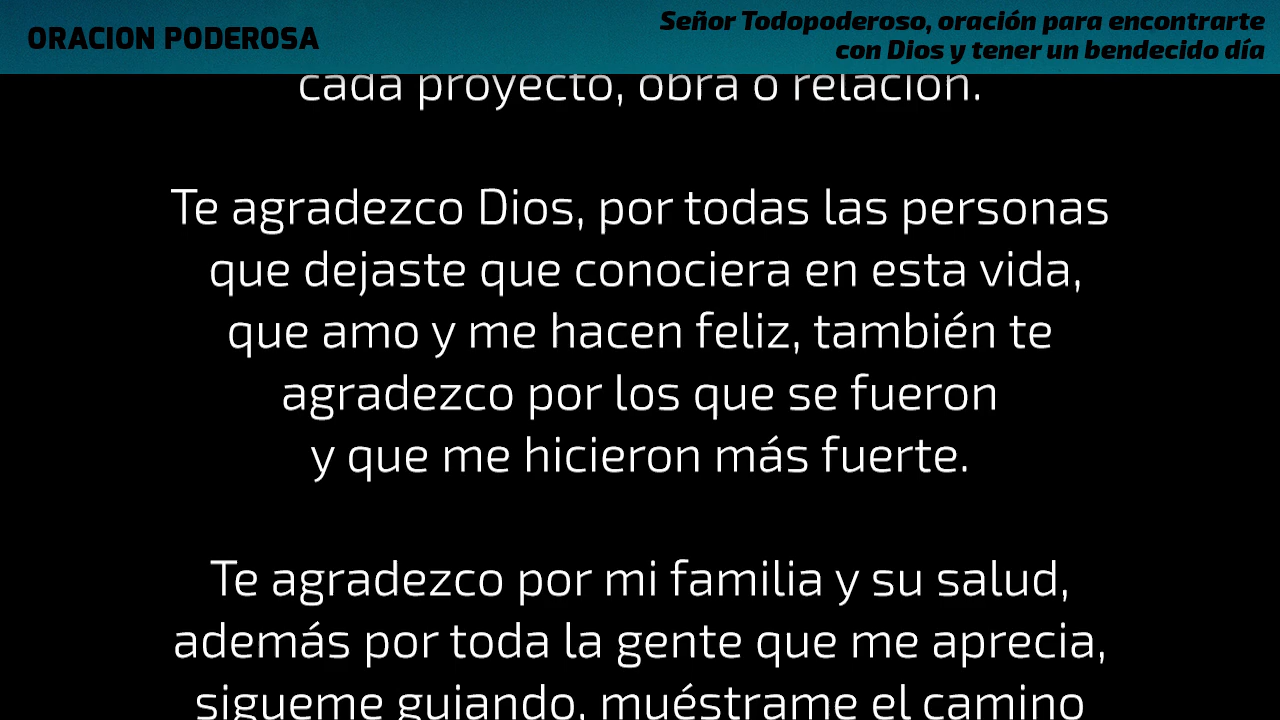 ORACION PODEROSA
Señor Todopoderoso, oración para encontrarte
con Dios y tener un bendecido día
cada proyecto, obra o relación.
Te agradezco Dios, por todas las personas
que dejaste que conociera en esta vida,
que amo y me hacen feliz, también te
agradezco por los que se fueron
y que me hicieron más fuerte.
Te agradezco por mi familia y su salud,
además por toda la gente que me aprecia,
sigueme guiando, muéstrame el camino